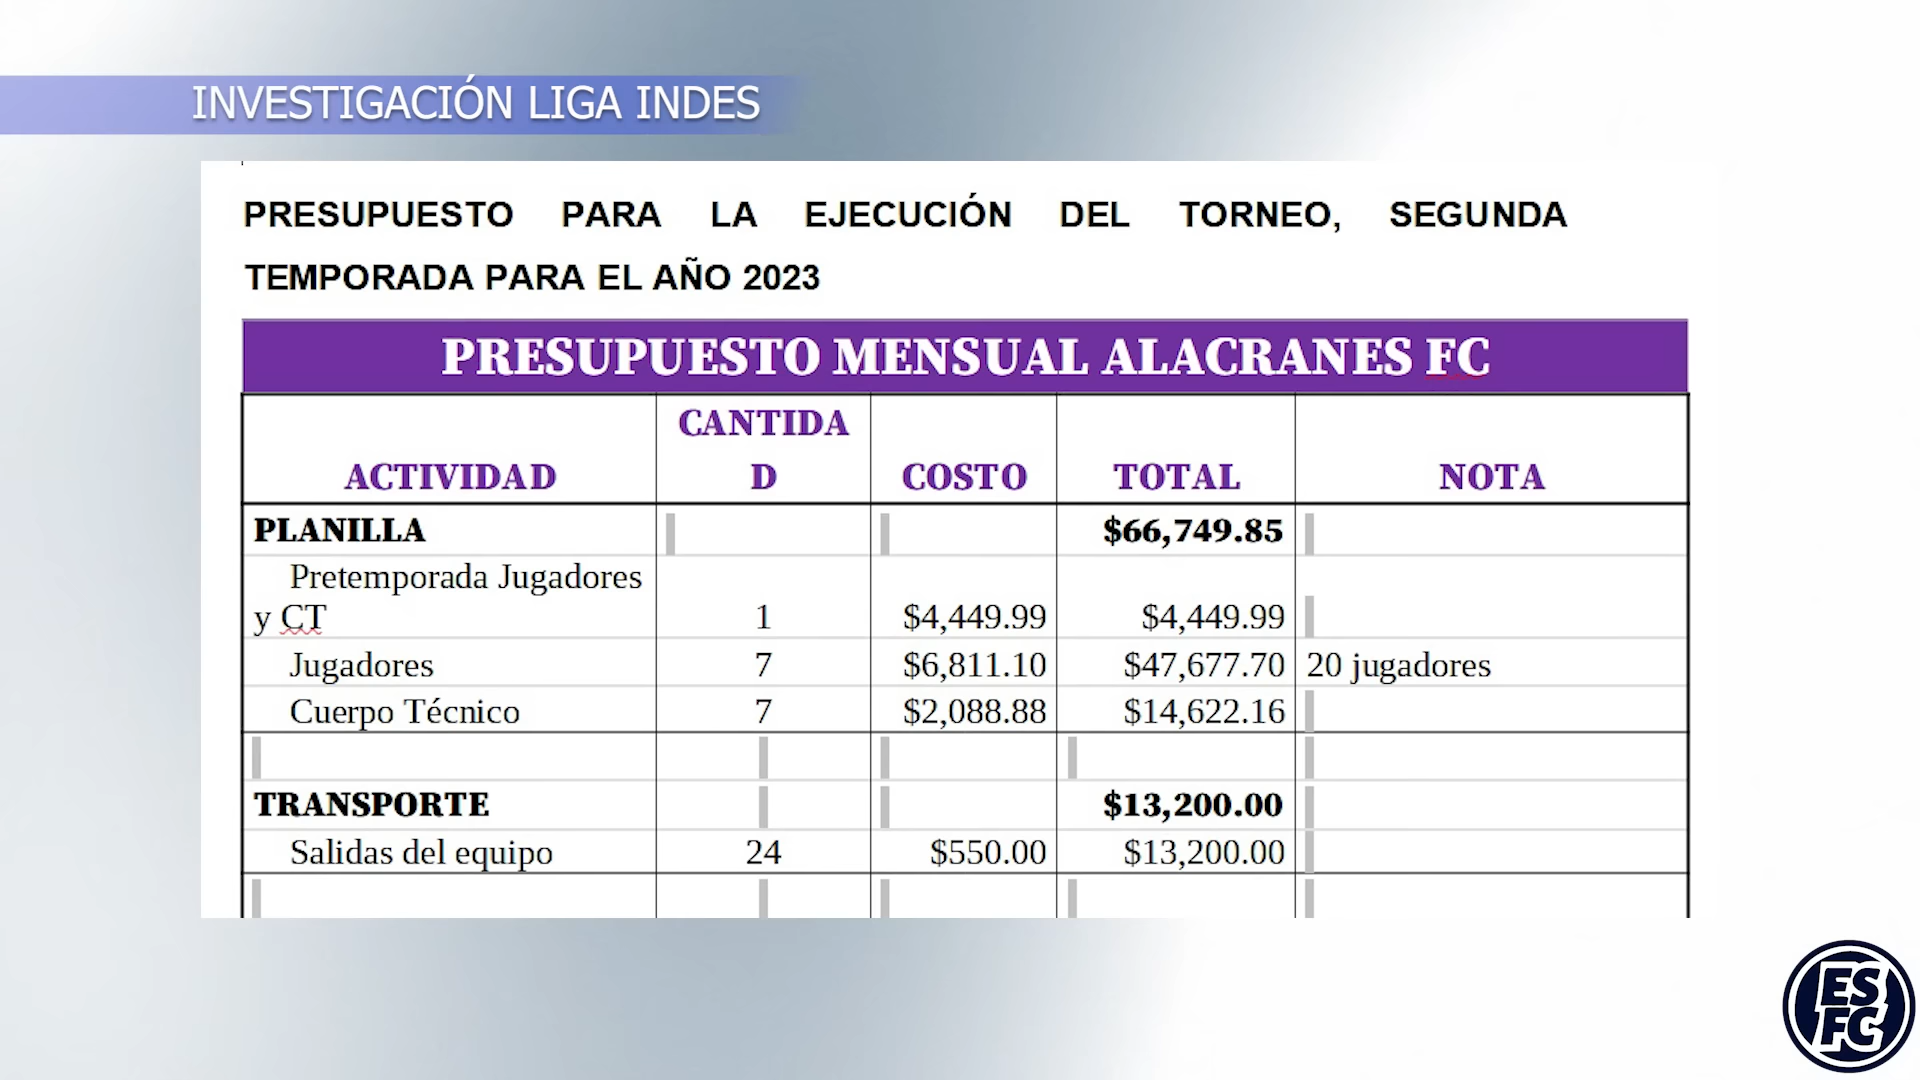 INVESTIGACIÓN LIGA INDES
PRESUPUESTO PARA LA EJECUCIÓN DEL TORNEO, SEGUNDA
TEMPORADA PARA EL AÑO 2023
PRESUPUESTO MENSUAL ALACRANES FC
ACTIVIDAD CANTIDA
D COSTO TOTAL NOTA
PLANILLA $66,749.85
Pretemporada Jugadores
y CT 1 $4,449.99 $4,449.99
Jugadores 7 $6,811.10 $47,677.70 20 jugadores
Cuerpo Técnico 7 $2,088.88 $14,622.16
TRANSPORTE $13,200.00
Salidas del equipo 24 $550.00 $13,200.00
ES
FC